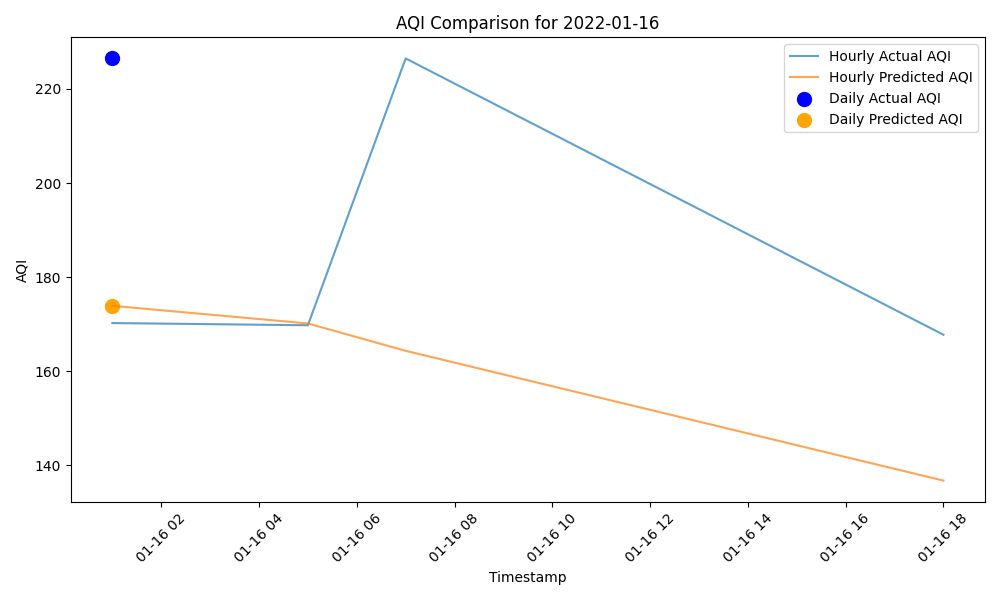 AQI Comparison for 2022-01-16
Hourly Actual AQI
Hourly Predicted AQI
Daily Actual AQI
Daily Predicted AQI
220
200
180
160
140
AQI
01-16 02
01-16 04
01-16 06
01-16 08
01-16 10
01-16 12
01-16 14
01-16 16
01-16 18
Timestamp